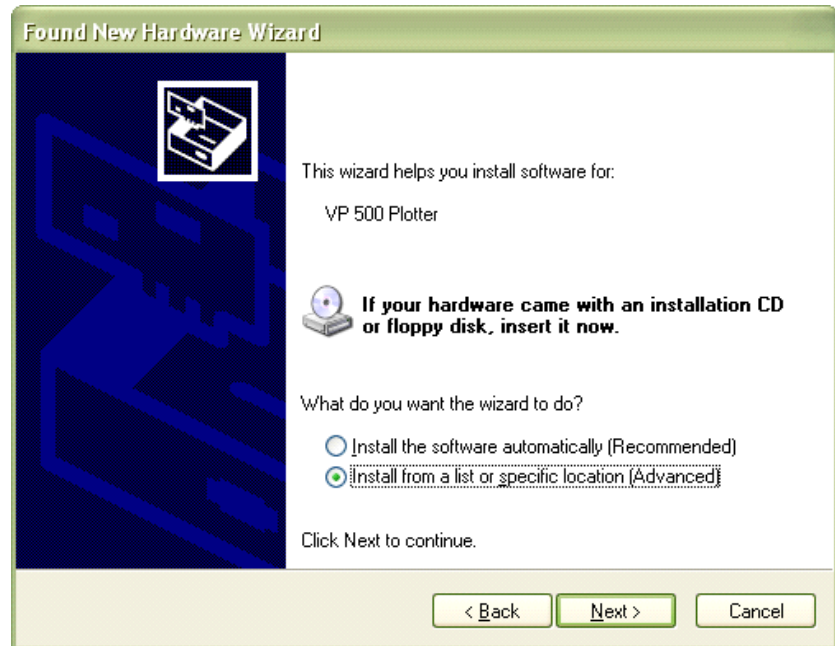 Found New Hardware Wizard
This wizard helps you install software for:
VP 500 Plotter
If your hardware came with an installation CD
or floppy disk, insert it now.
What do you want the wizard to do?
Install the software automatically (Recommended)
Install from a list or specific location (Advanced)
Click Next to continue.
< Back
Next >
Cancel